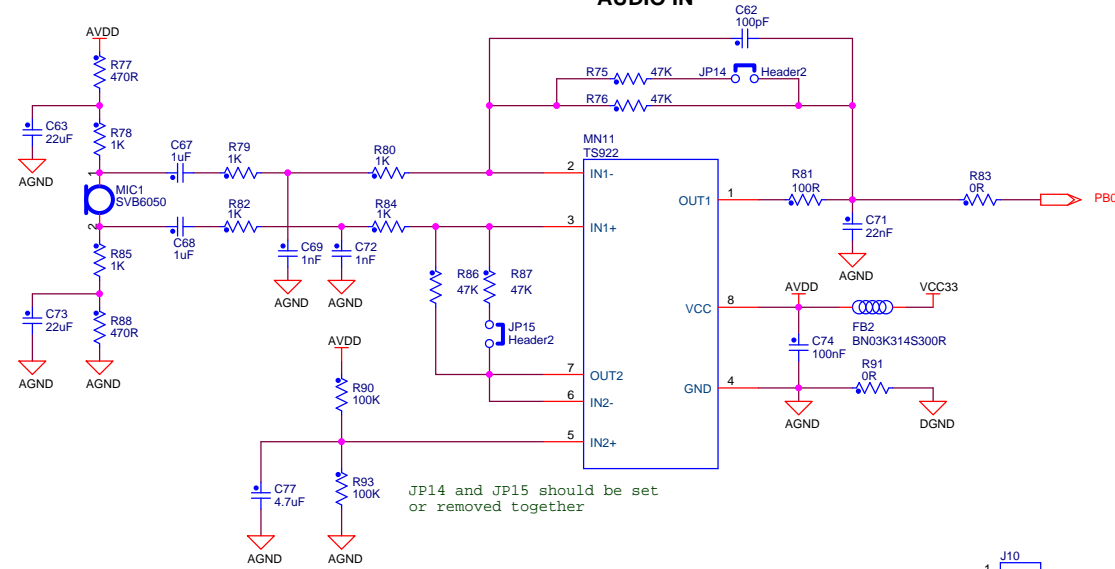 AUDIO IN
C62
100pF
AVDD
R77
470R
R75
47K
JP14
Header2
R76
47K
C63
22uF
R78
1K
AGND
C67
1uF
R79
1K
R80
1K
MN11
TS922
1
MIC1
SVB6050
2
2
IN1-
OUT1
1
R81
100R
R83
0R
PB0
R82
1K
R84
1K
3
IN1+
C68
1uF
C71
22nF
R85
1K
C69
1nF
C72
1nF
AGND
AGND
AGND
R86
47K
R87
47K
C73
22uF
R88
470R
JP15
Header2
AVDD
VCC33
VCC
8
FB2
BN03K314S300R
C74
100nF
AGND
AGND
AVDD
7
OUT2
6
IN2-
GND
4
R91
0R
R90
100K
AGND
DGND
5
IN2+
C77
4.7uF
R93
100K
JP14 and JP15 should be set
or removed together
AGND
AGND
J10
1